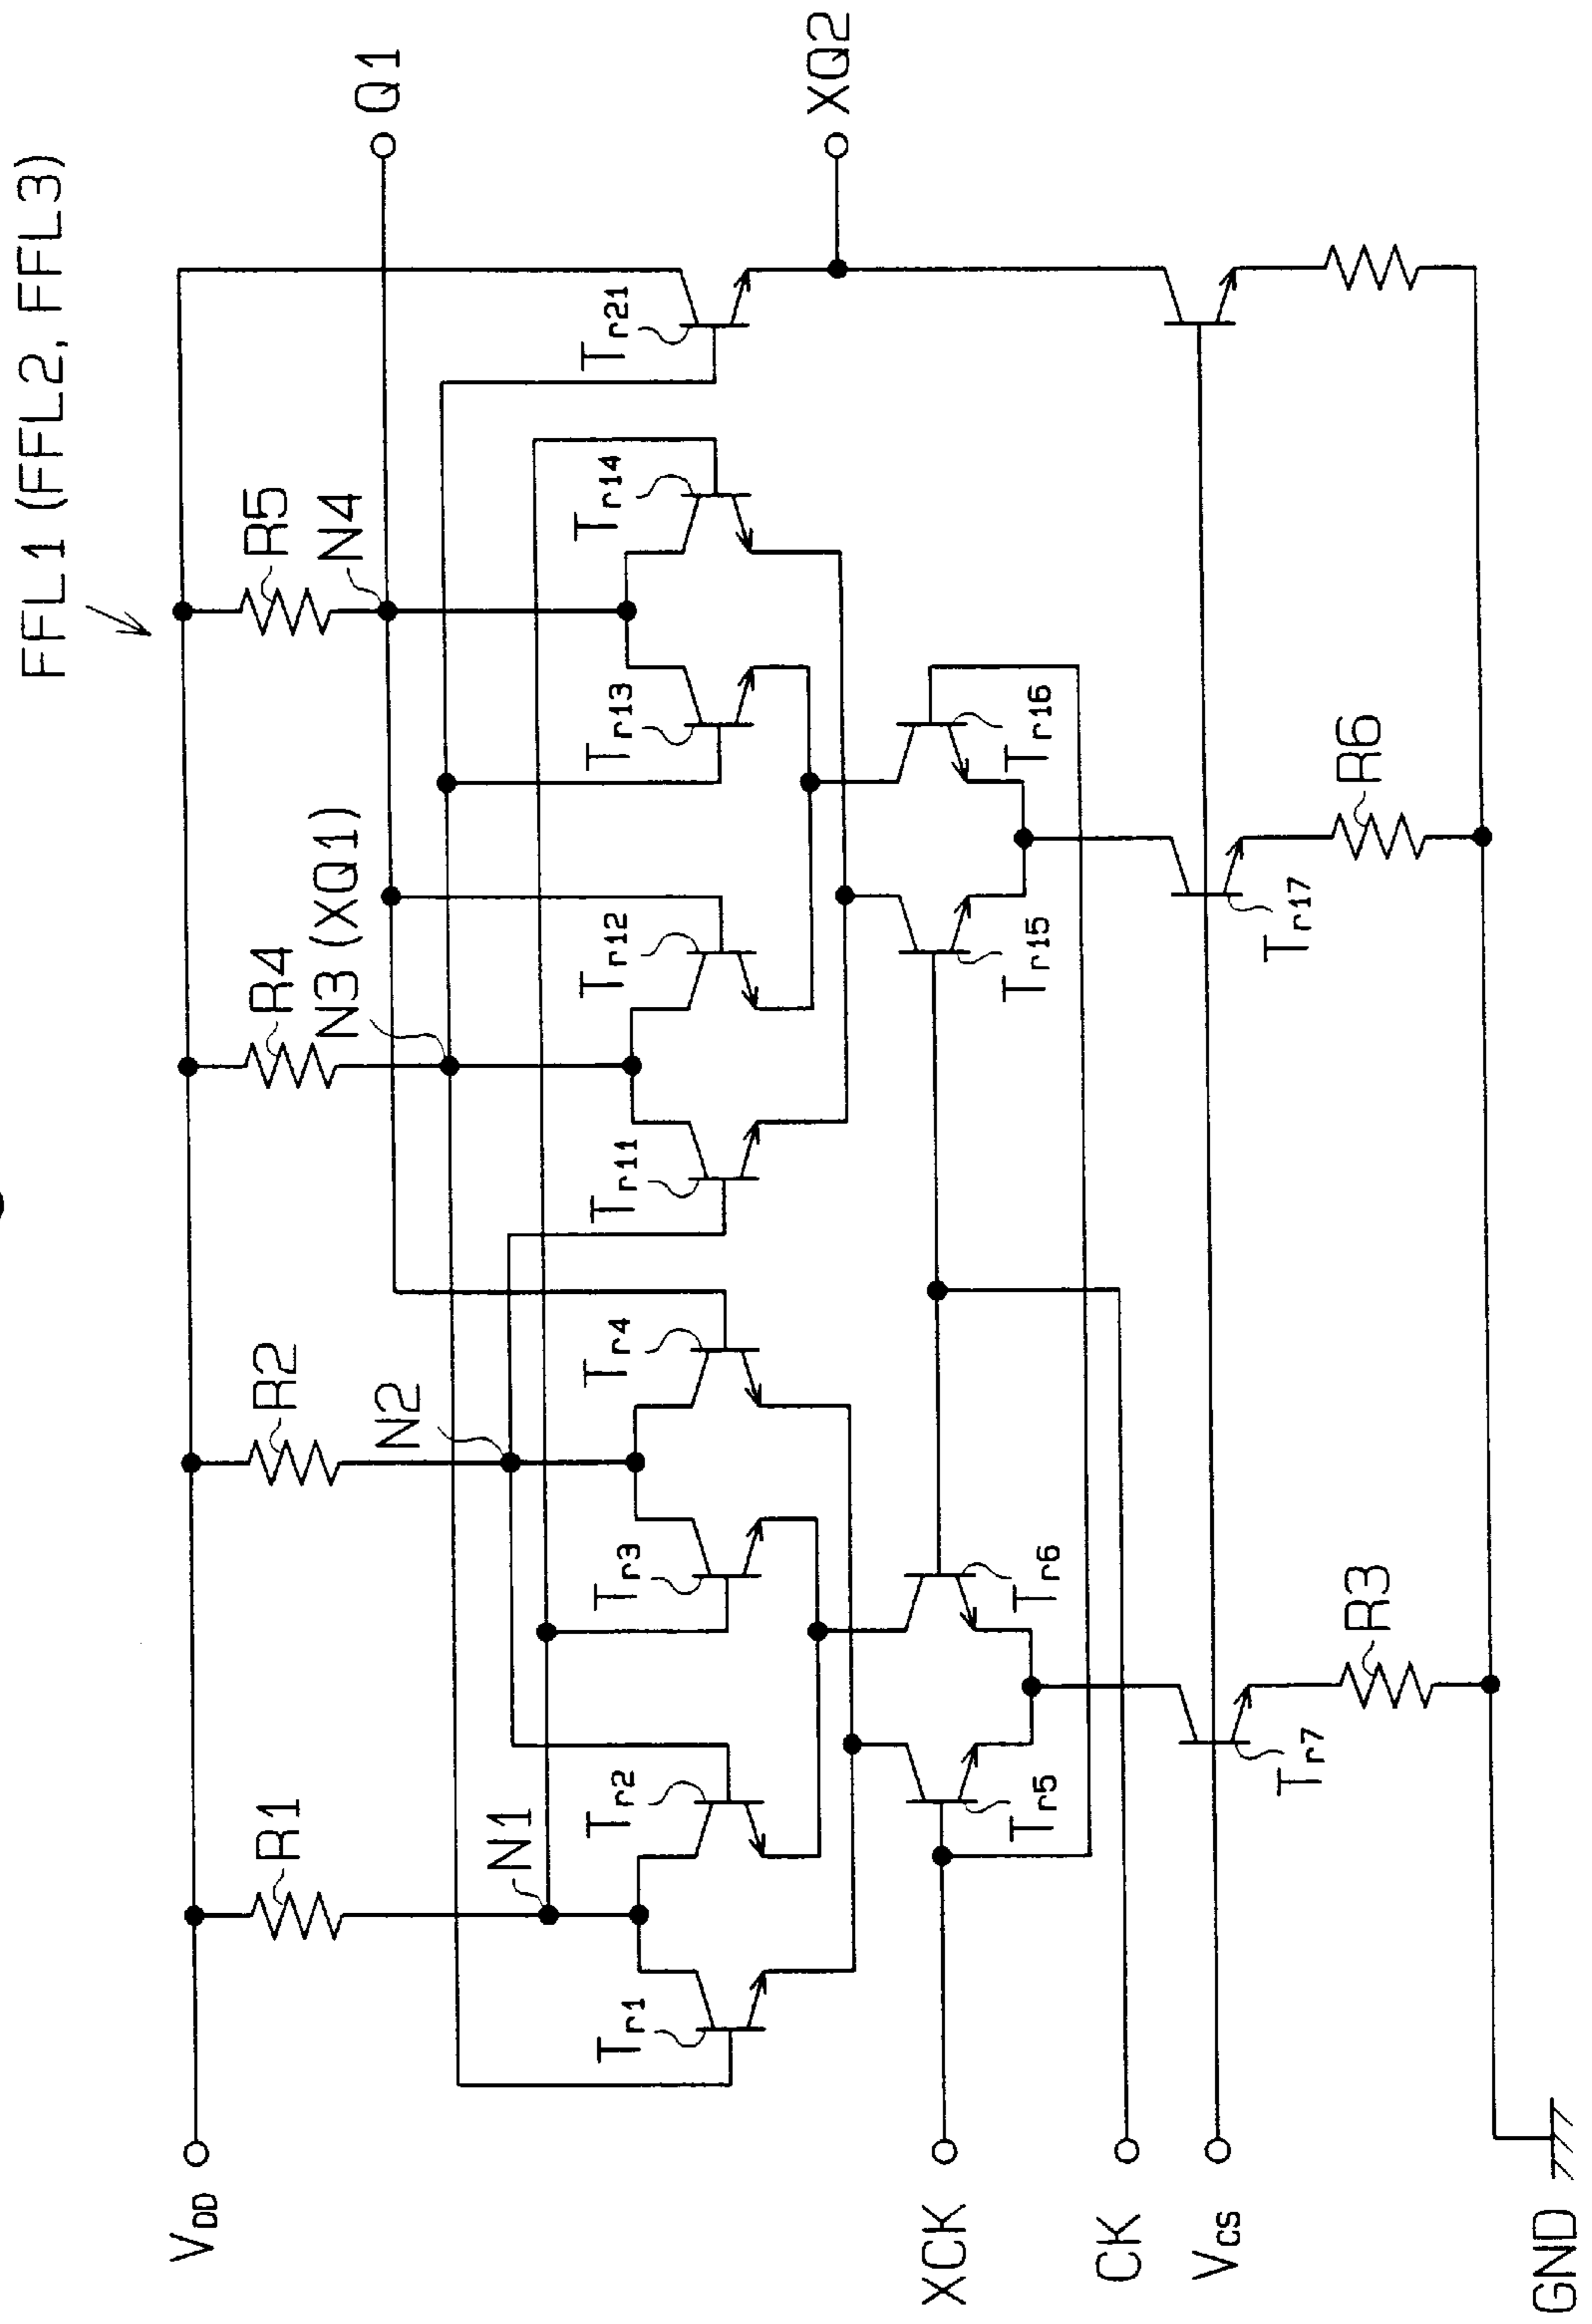 FFL1 (FFL2, FFL3)
VDD
R1
R2
R4
R5
N1
N2
N3 (XQ1)
N4
Q1
Tr1
Tr2
Tr3
Tr4
Tr11
Tr12
Tr13
Tr14
Tr21
XQ2
XCK
Tr5
Tr6
Tr15
Tr16
CK
VCS
Tr7
Tr17
R3
R6
GND